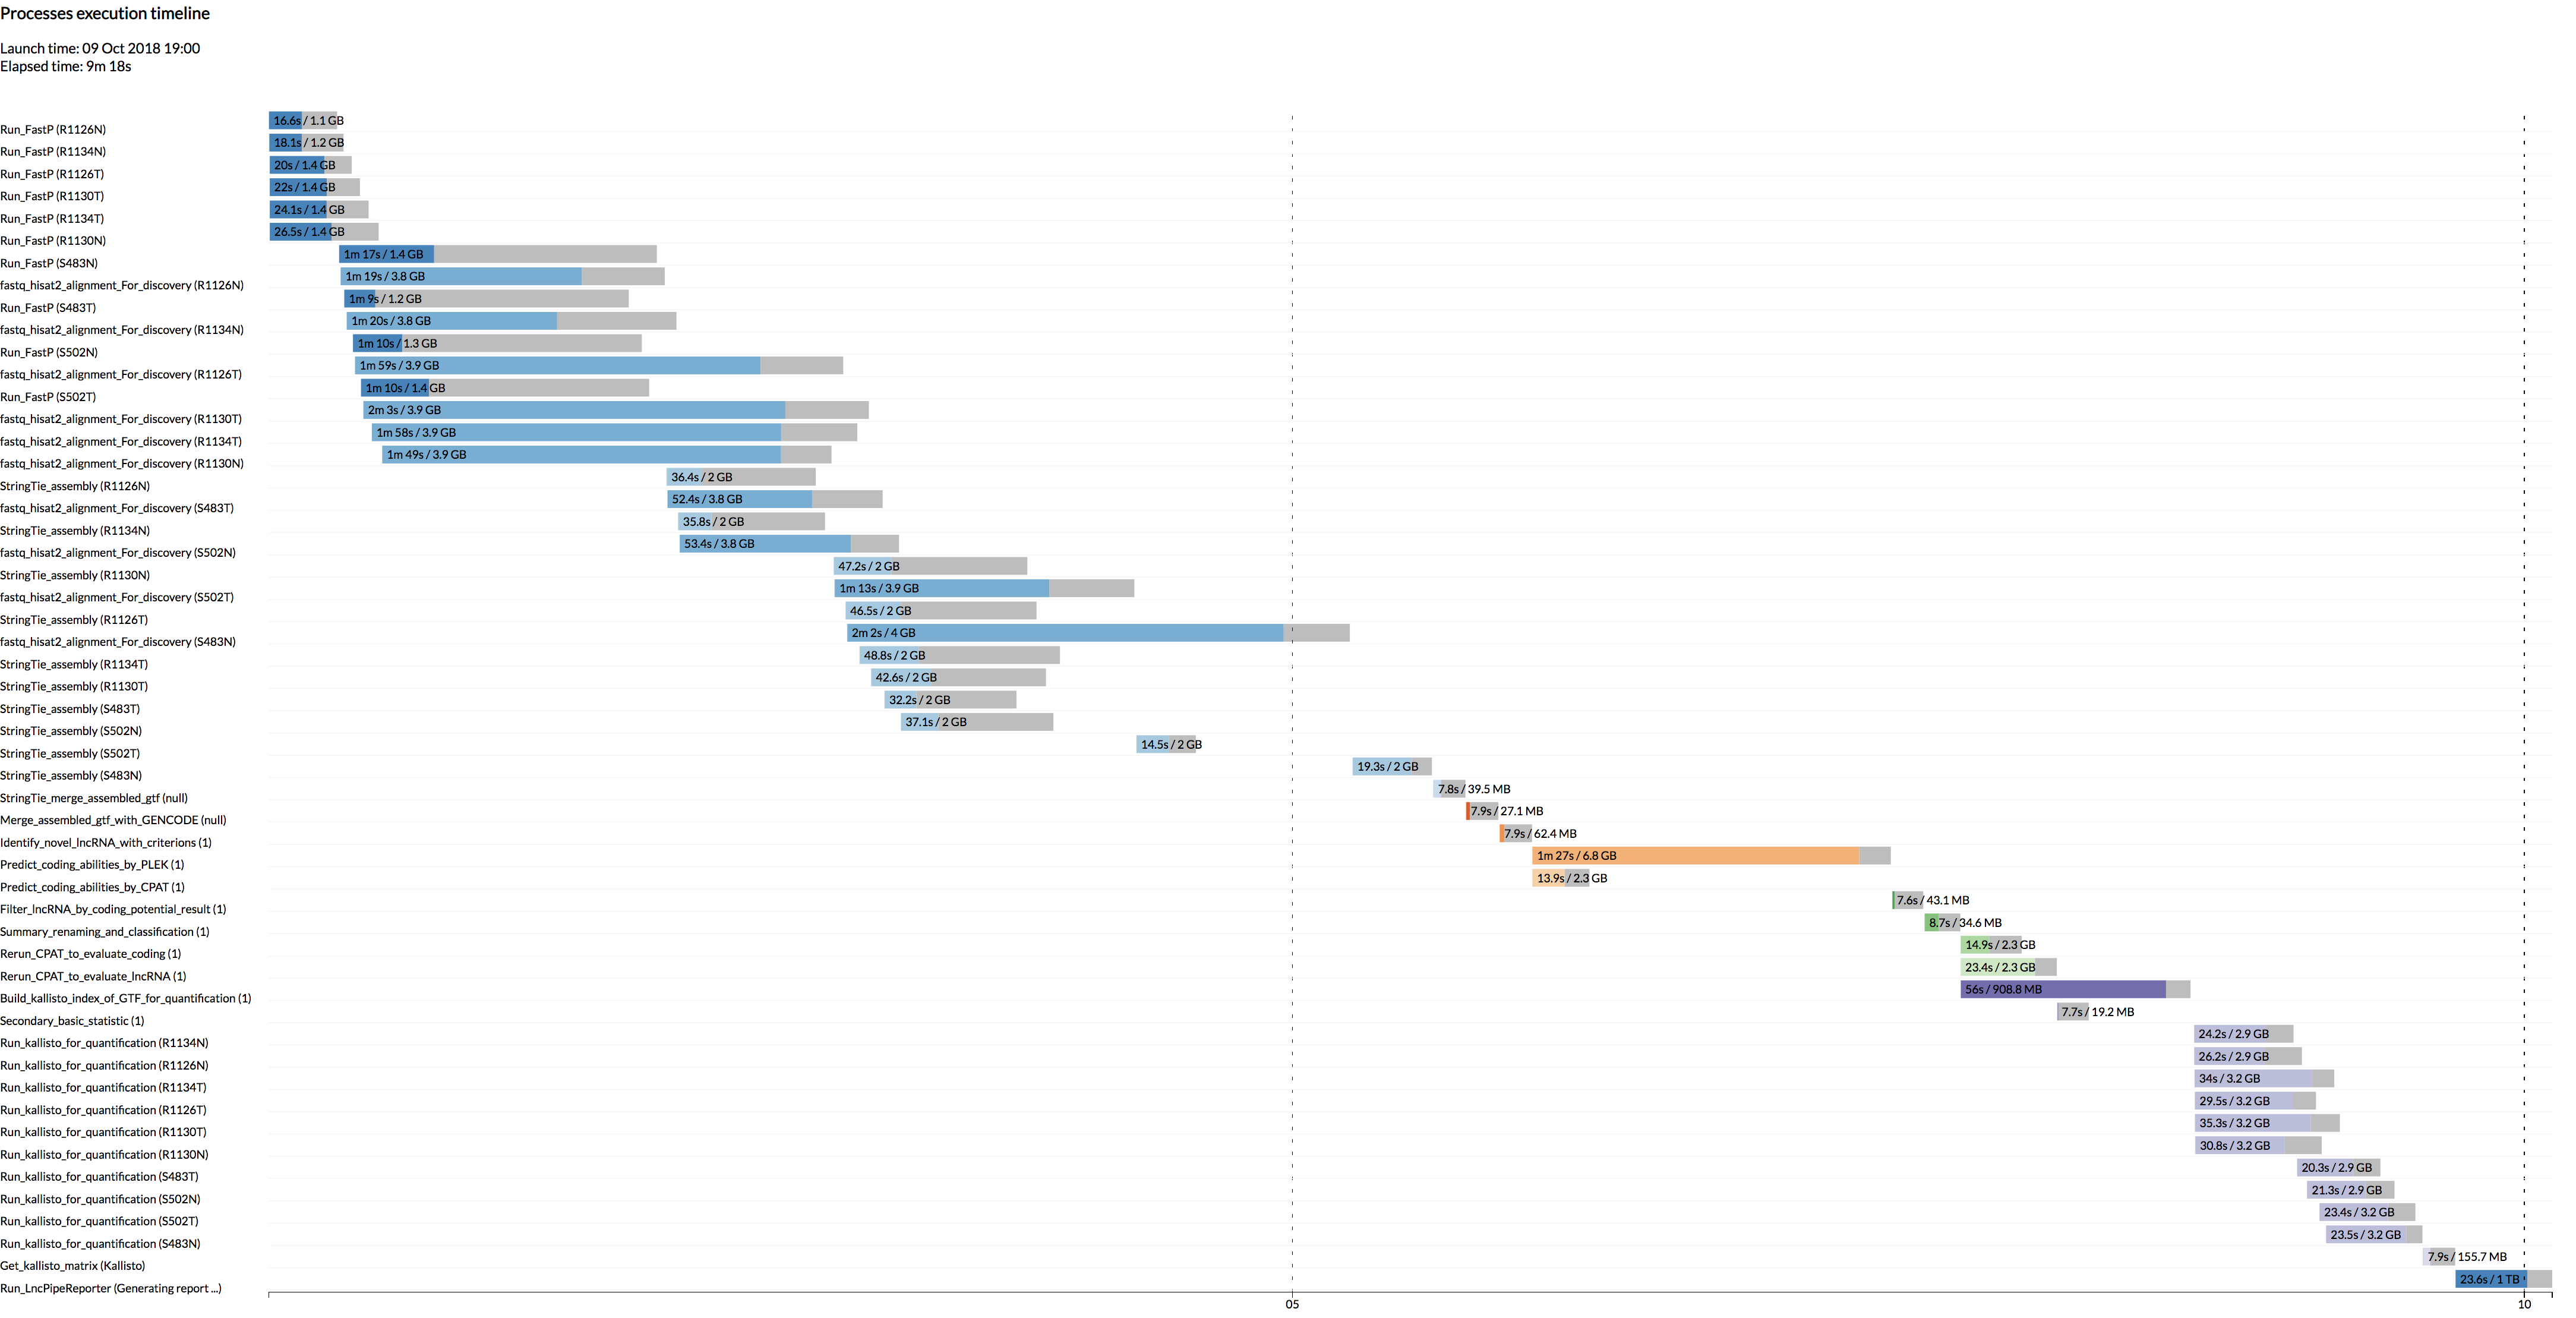 Processes execution timeline
Launch time: 09 Oct 2018 19:00
Elapsed time: 9m 18s
Run_FastP (R1126N) 16.6s / 1.1 GB
Run_FastP (R1134N) 18.1s / 1.2 GB
Run_FastP (R1126T) 20s / 1.4 GB
Run_FastP (R1130T) 22s / 1.4 GB
Run_FastP (R1134T) 24.1s / 1.4 GB
Run_FastP (R1130N) 26.5s / 1.4 GB
Run_FastP (S483N) 1m 17s / 1.4 GB
fastq_hisat2_alignment_For_discovery (R1126N) 1m 19s / 3.8 GB
Run_FastP (S483T) 1m 9s / 1.2 GB
fastq_hisat2_alignment_For_discovery (R1134N) 1m 20s / 3.8 GB
Run_FastP (S502N) 1m 10s / 1.3 GB
fastq_hisat2_alignment_For_discovery (R1126T) 1m 59s / 3.9 GB
Run_FastP (S502T) 1m 10s / 1.4 GB
fastq_hisat2_alignment_For_discovery (R1130T) 2m 3s / 3.9 GB
fastq_hisat2_alignment_For_discovery (R1134T) 1m 58s / 3.9 GB
fastq_hisat2_alignment_For_discovery (R1130N) 1m 49s / 3.9 GB
StringTie_assembly (R1126N) 36.4s / 2 GB
fastq_hisat2_alignment_For_discovery (S483T) 52.4s / 3.8 GB
StringTie_assembly (R1134N) 35.8s / 2 GB
fastq_hisat2_alignment_For_discovery (S502N) 53.4s / 3.8 GB
StringTie_assembly (R1130N) 47.2s / 2 GB
fastq_hisat2_alignment_For_discovery (S502T) 1m 13s / 3.9 GB
StringTie_assembly (R1126T) 46.5s / 2 GB
fastq_hisat2_alignment_For_discovery (S483N) 2m 2s / 4 GB
StringTie_assembly (R1134T) 48.8s / 2 GB
StringTie_assembly (R1130T) 42.6s / 2 GB
StringTie_assembly (S483T) 32.2s / 2 GB
StringTie_assembly (S502N) 37.1s / 2 GB
StringTie_assembly (S502T) 14.5s / 2 GB
StringTie_assembly (S483N) 19.3s / 2 GB
StringTie_merge_assembled_gtf (null) 7.8s / 39.5 MB
Merge_assembled_gtf_with_GENCODE (null) 7.9s / 27.1 MB
Identify_novel_lncRNA_with_criterions (1) 7.9s / 62.4 MB
Predict_coding_abilities_by_PLEK (1) 1m 27s / 6.8 GB
Predict_coding_abilities_by_CPAT (1) 13.9s / 2.3 GB
Filter_lncRNA_by_coding_potential_result (1) 7.6s / 43.1 MB
Summary_renaming_and_classification (1) 8.7s / 34.6 MB
Rerun_CPAT_to_evaluate_coding (1) 14.9s / 2.3 GB
Rerun_CPAT_to_evaluate_lncRNA (1) 23.4s / 2.3 GB
Build_kallisto_index_of_GTF_for_quantification (1) 56s / 908.8 MB
Secondary_basic_statistic (1) 7.7s / 19.2 MB
Run_kallisto_for_quantification (R1134N) 24.2s / 2.9 GB
Run_kallisto_for_quantification (R1126N) 26.2s / 2.9 GB
Run_kallisto_for_quantification (R1134T) 34s / 3.2 GB
Run_kallisto_for_quantification (R1126T) 29.5s / 3.2 GB
Run_kallisto_for_quantification (R1130T) 35.3s / 3.2 GB
Run_kallisto_for_quantification (R1130N) 30.8s / 3.2 GB
Run_kallisto_for_quantification (S483T) 20.3s / 2.9 GB
Run_kallisto_for_quantification (S502N) 21.3s / 2.9 GB
Run_kallisto_for_quantification (S502T) 23.4s / 3.2 GB
Run_kallisto_for_quantification (S483N) 23.5s / 3.2 GB
Get_kallisto_matrix (Kallisto) 7.9s / 155.7 MB
Run_LncPipeReporter (Generating report ...) 23.6s / 1 TB
05 10